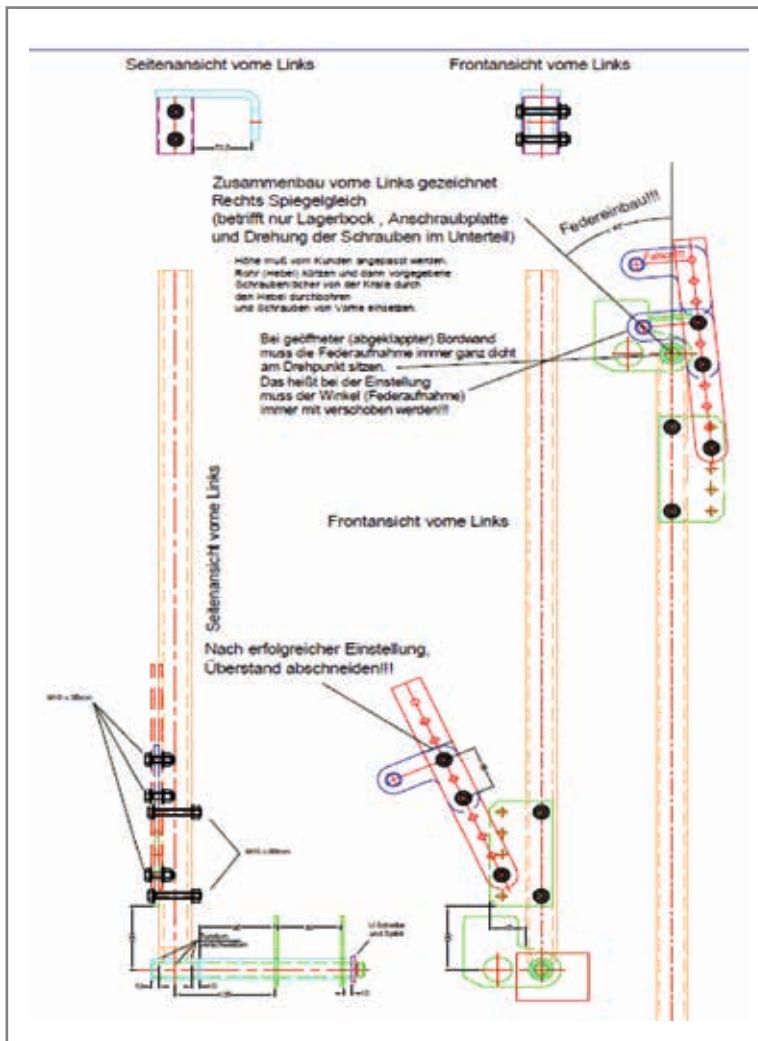 Seitenansicht vorne Links
Frontansicht vorne Links
Zusammenbau vorne Links gezeichnet
Rechts Spiegelgleich
(betrifft nur Lagerbock , Anschraubplatte
und Drehung der Schrauben im Unterteil)
Federeinbau!!!
Höhe muß vom Kunden angepasst werden.
Rohr (Hebel) kürzen und dann vorgegebene
Schraubenlöcher von der Kralle durch
den Hebel durchbohren
und Schrauben von Vorne einsetzen.
Falsch!!!
Bei geöffneter (abgeklappter) Bordwand
muss die Federaufnahme immer ganz dicht
am Drehpunkt sitzen.
Das heißt bei der Einstellung
muss der Winkel (Federaufnahme)
immer mit verschoben werden!!!
Seitenansicht vorne Links
Frontansicht vorne Links
Nach erfolgreicher Einstellung,
Überstand abschneiden!!!
U-Scheibe
und Splint